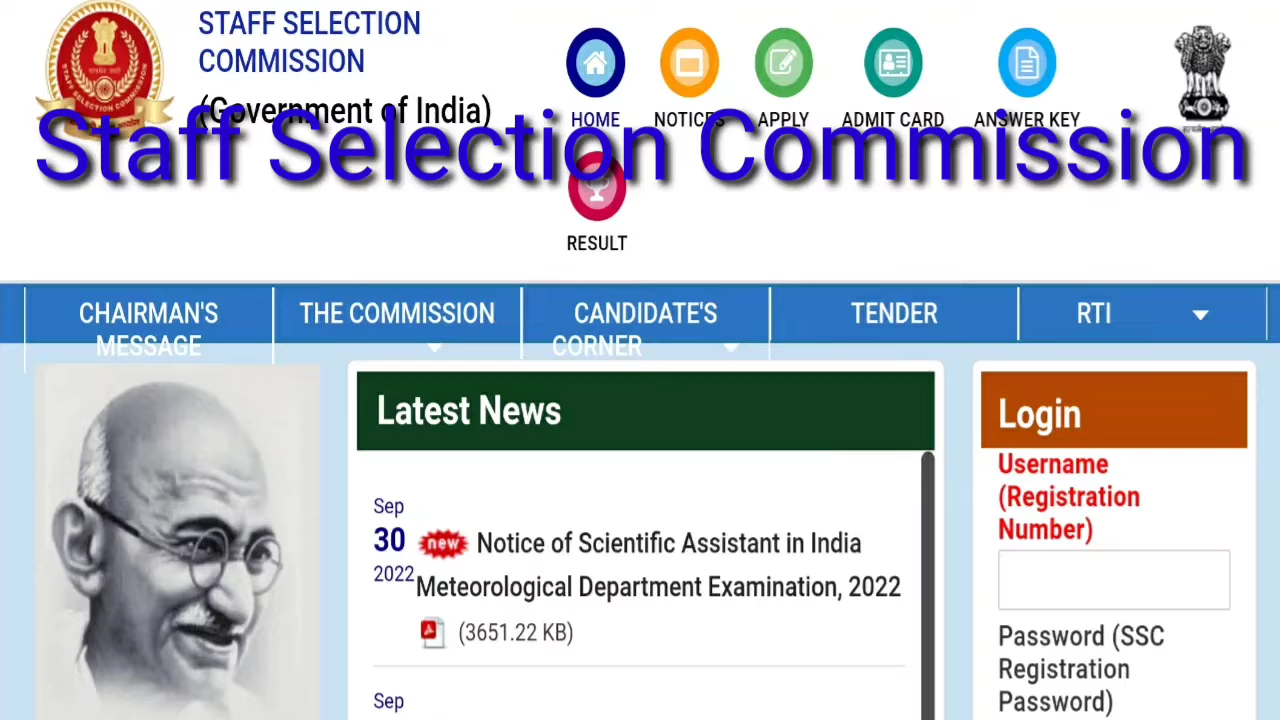 STAFF SELECTION
COMMISSION
(Government of India)
HOME
NOTICES
APPLY
ADMIT CARD
ANSWER KEY
Staff Selection Commission
RESULT
CHAIRMAN'S
MESSAGE
THE COMMISSION
CANDIDATE'S
CORNER
TENDER
RTI
Latest News
Sep
30
2022
new Notice of Scientific Assistant in India
Meteorological Department Examination, 2022
(3651.22 KB)
Sep
Login
Username
(Registration
Number)
Password (SSC
Registration
Password)